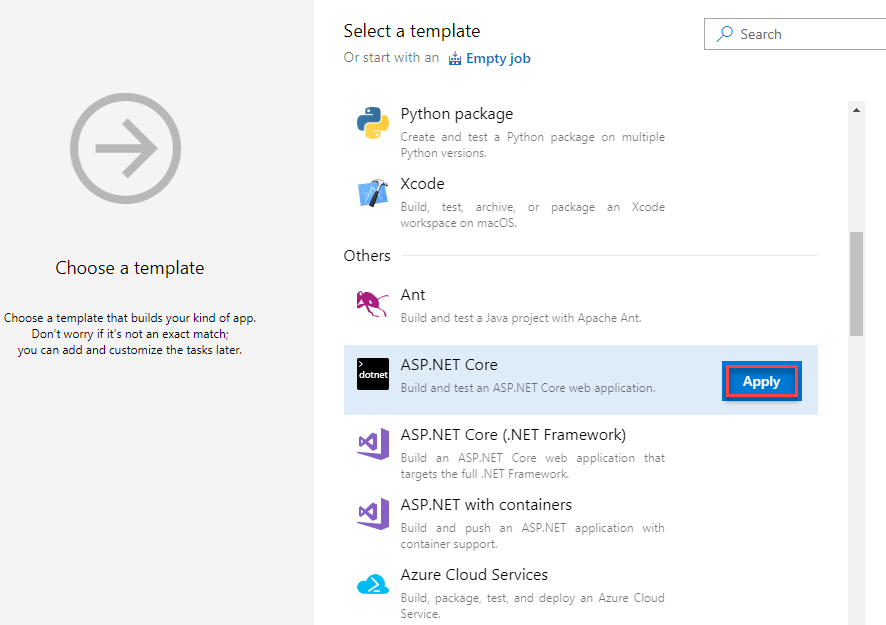 Select a template
Search
Or start with an Empty job
Python package
Create and test a Python package on multiple
Python versions.
Xcode
Build, test, archive, or package an Xcode
workspace on macOS.
Choose a template
Choose a template that builds your kind of app.
Don't worry if it's not an exact match;
you can add and customize the tasks later.
Others
Ant
Build and test a Java project with Apache Ant.
>
dotnet
ASP.NET Core
Build and test an ASP.NET Core web application.
Apply
ASP.NET Core (.NET Framework)
Build an ASP.NET Core web application that
targets the full .NET Framework.
ASP.NET with containers
Build and push an ASP.NET application with
container support.
Azure Cloud Services
Build, package, test, and deploy an Azure Cloud
Service.